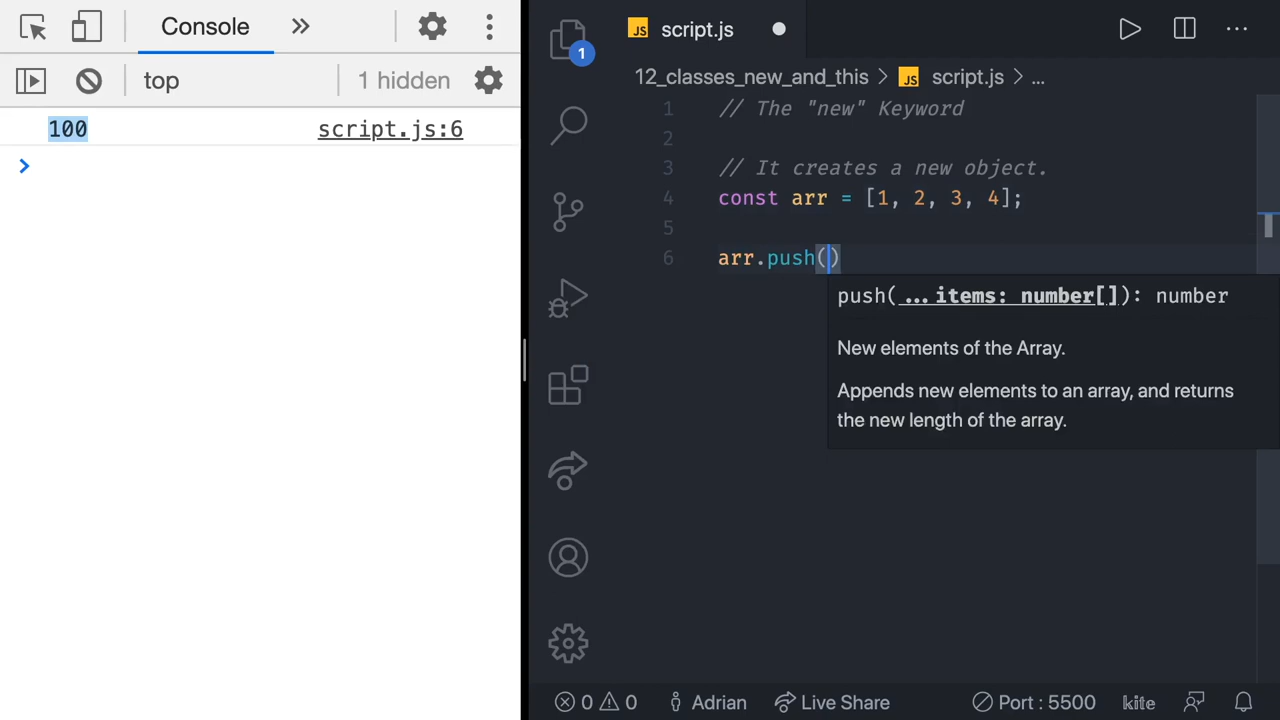 Console
top
1 hidden
100 script.js:6
>
1
JS script.js
12_classes_new_and_this > JS script.js > ...
1 // The "new" Keyword
2
3 // It creates a new object.
4 const arr = [1, 2, 3, 4];
5
6 arr.push()
push(...items: number[]): number
New elements of the Array.
Appends new elements to an array, and returns
the new length of the array.
0 0 Adrian Live Share Port : 5500 kite